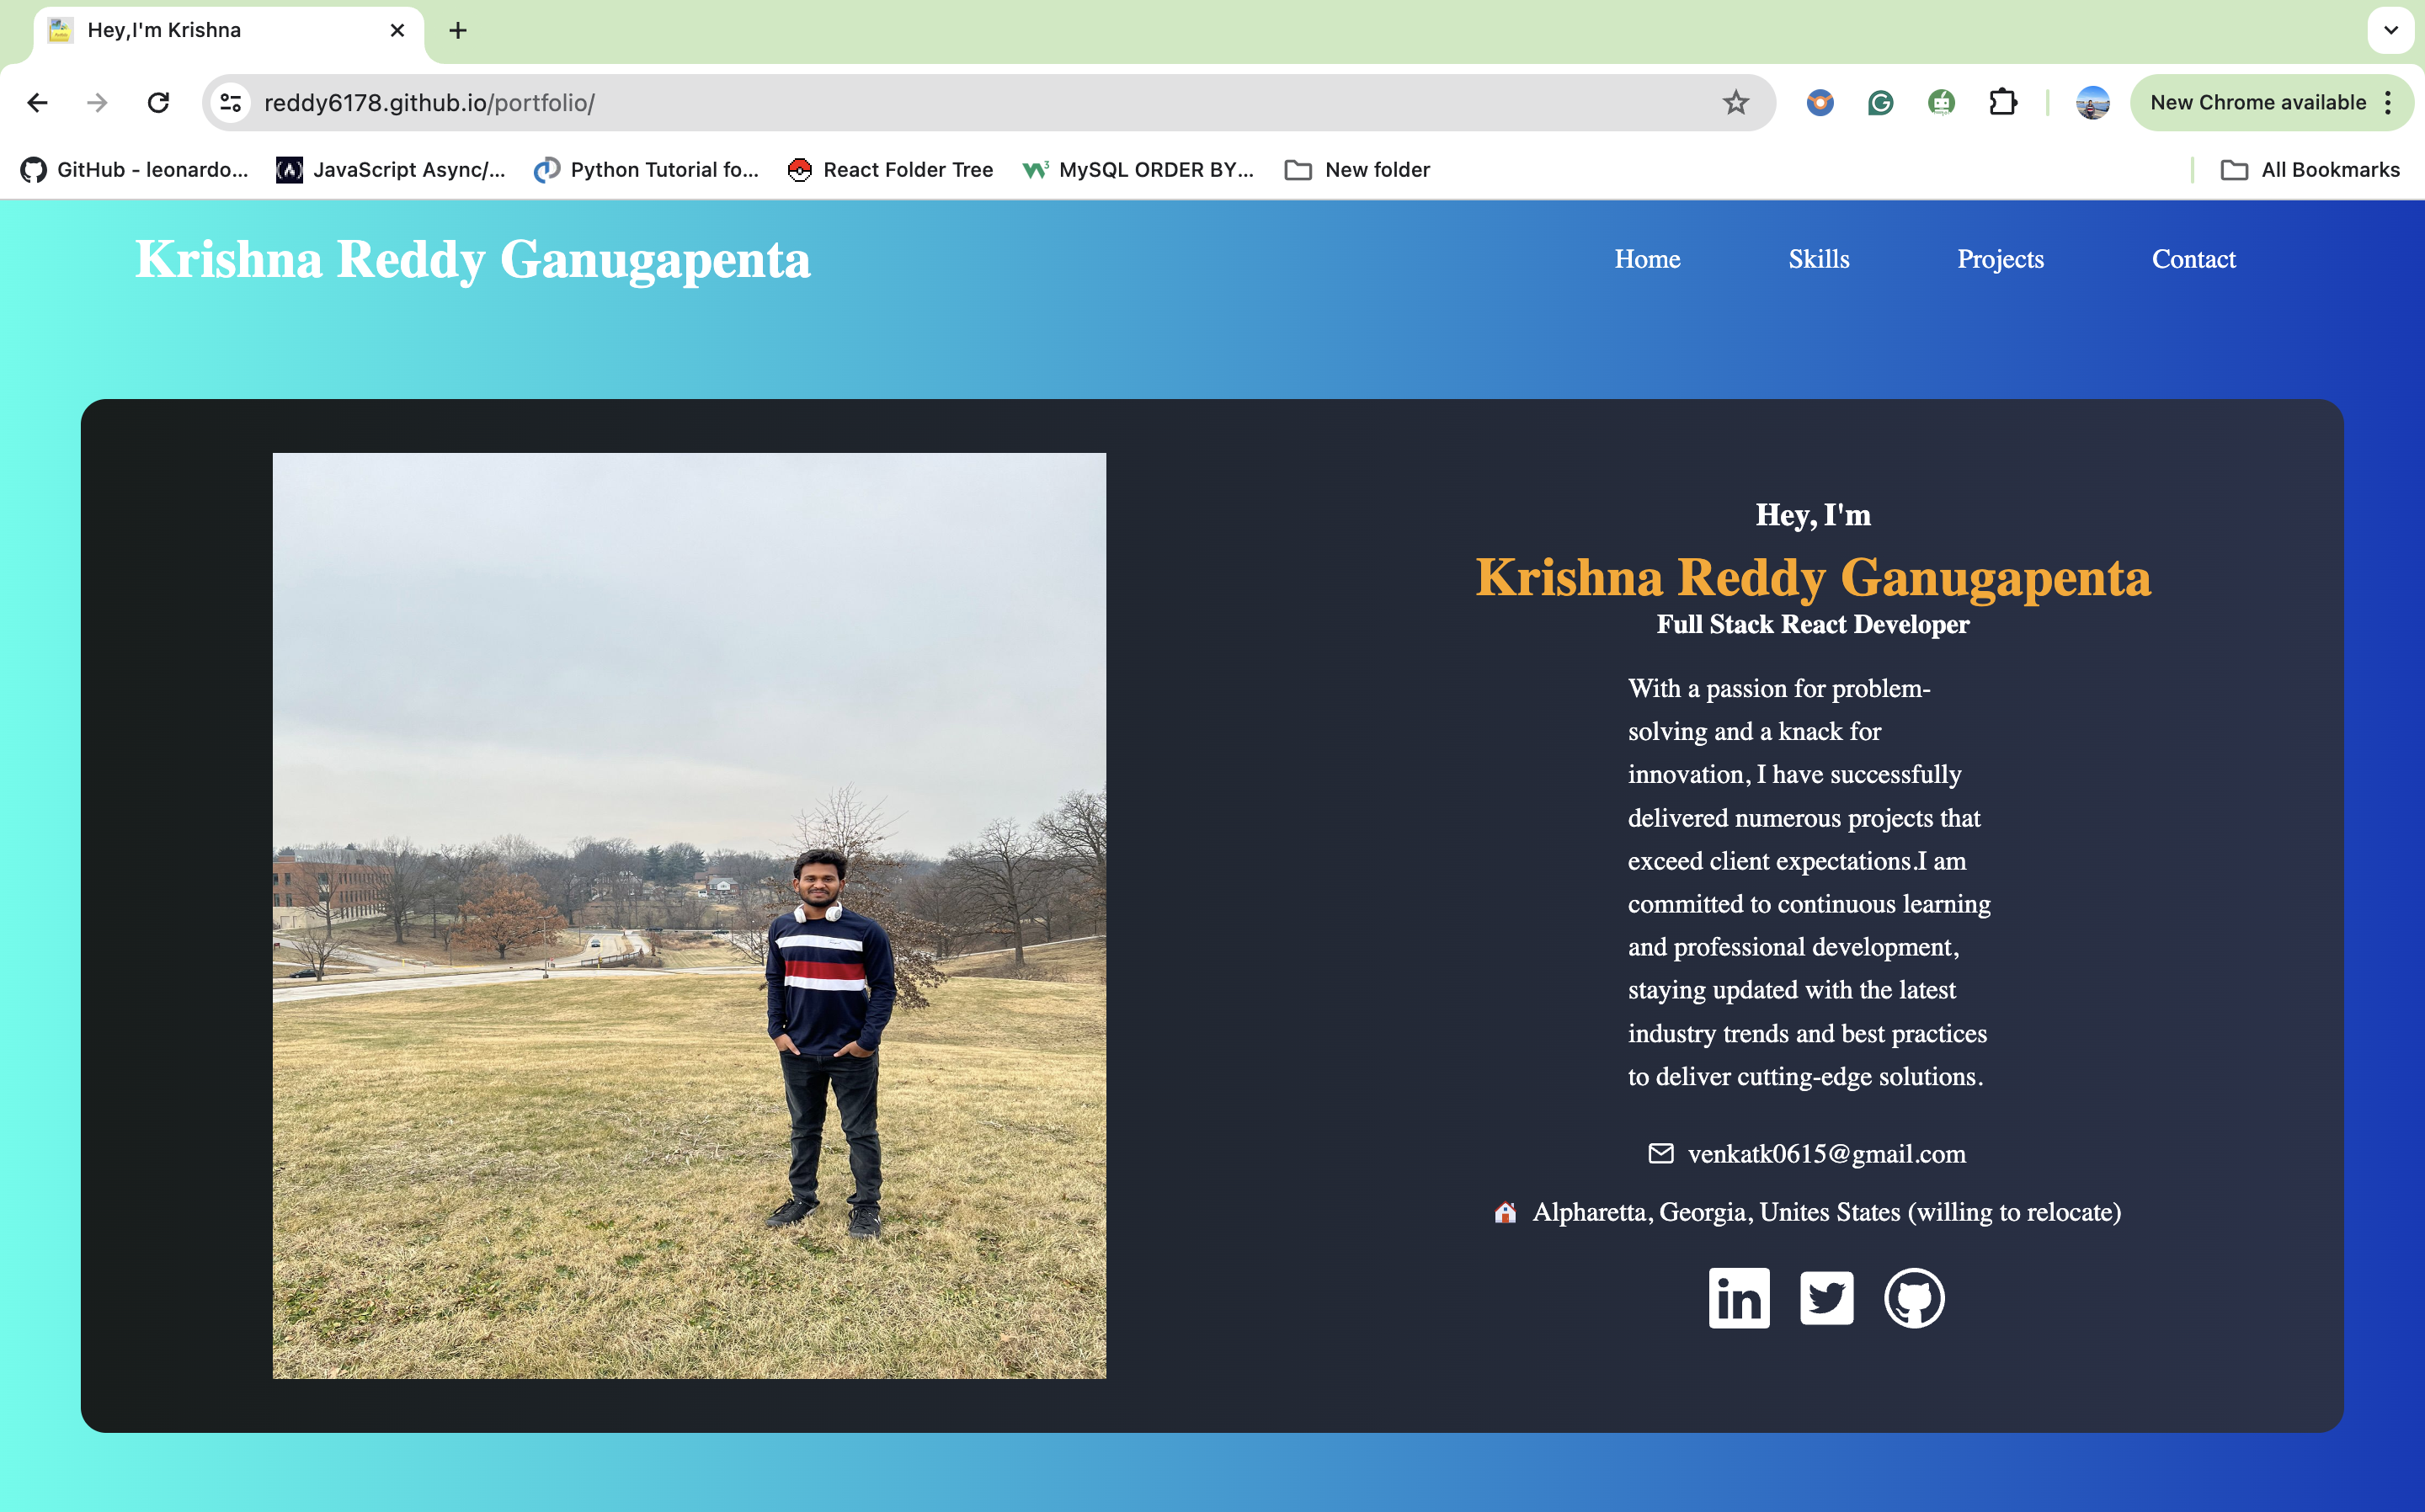 Hey,I'm Krishna
reddy6178.github.io/portfolio/
New Chrome available
GitHub - leonardo...
JavaScript Async/...
Python Tutorial fo...
React Folder Tree
MySQL ORDER BY...
New folder
All Bookmarks
Krishna Reddy Ganugapenta
Home
Skills
Projects
Contact
Hey, I'm
Krishna Reddy Ganugapenta
Full Stack React Developer
With a passion for problem-
solving and a knack for
innovation, I have successfully
delivered numerous projects that
exceed client expectations.I am
committed to continuous learning
and professional development,
staying updated with the latest
industry trends and best practices
to deliver cutting-edge solutions.
venkatk0615@gmail.com
Alpharetta, Georgia, Unites States (willing to relocate)
in